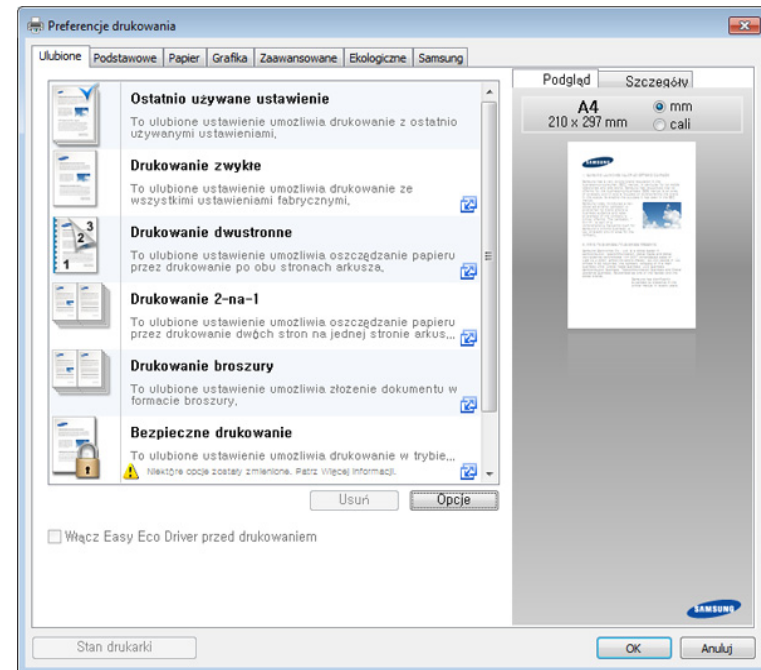 Preferencje drukowania
Ulubione Podstawowe Papier Grafika Zaawansowane Ekologiczne Samsung
Ostatnio używane ustawienie
To ulubione ustawienie umożliwia drukowanie z ostatnio
używanymi ustawieniami.
Drukowanie zwykłe
To ulubione ustawienie umożliwia drukowanie ze
wszystkimi ustawieniami fabrycznymi.
Drukowanie dwustronne
To ulubione ustawienie umożliwia oszczędzanie papieru
przez drukowanie po obu stronach arkusza.
1 2 3
Drukowanie 2-na-1
To ulubione ustawienie umożliwia oszczędzanie papieru
przez drukowanie dwóch stron na jednej stronie arkus...
Drukowanie broszury
To ulubione ustawienie umożliwia złożenie dokumentu w
formacie broszury.
Bezpieczne drukowanie
To ulubione ustawienie umożliwia drukowanie w trybie...
Niektóre opcje zostały zmienione. Patrz Więcej informacji.
Usuń Opcje
Włącz Easy Eco Driver przed drukowaniem
Podgląd Szczegóły
A4
210 x 297 mm
mm
cali
SAMSUNG
SAMSUNG
Stan drukarki OK Anuluj